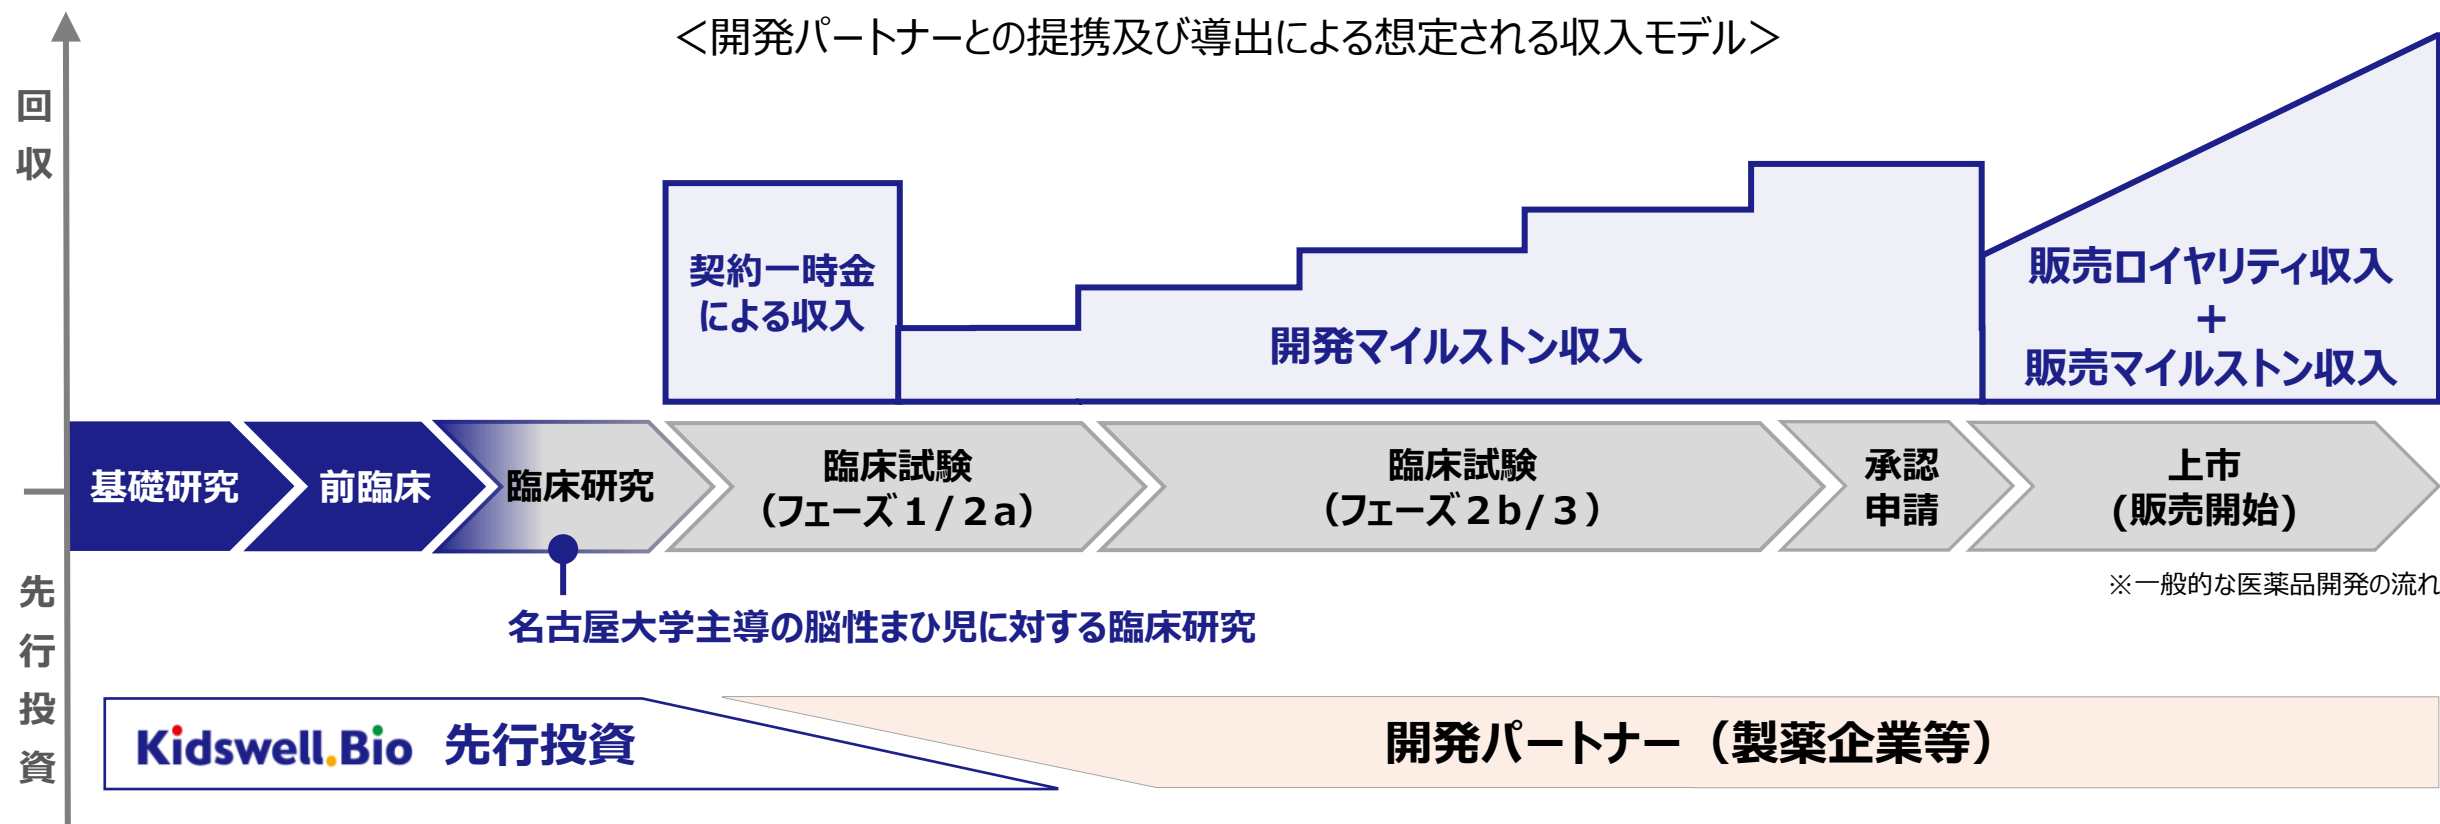 ＜開発パートナーとの提携及び導出による想定される収入モデル＞
回収
契約一時金
による収入
開発マイルストン収入
販売ロイヤリティ収入
+
販売マイルストン収入
基礎研究
前臨床
臨床研究
臨床試験
（フェーズ１/２a）
臨床試験
（フェーズ２b/３）
承認
申請
上市
(販売開始)
※一般的な医薬品開発の流れ
名古屋大学主導の脳性まひ児に対する臨床研究
先行投資
Kidswell.Bio 先行投資
開発パートナー（製薬企業等）